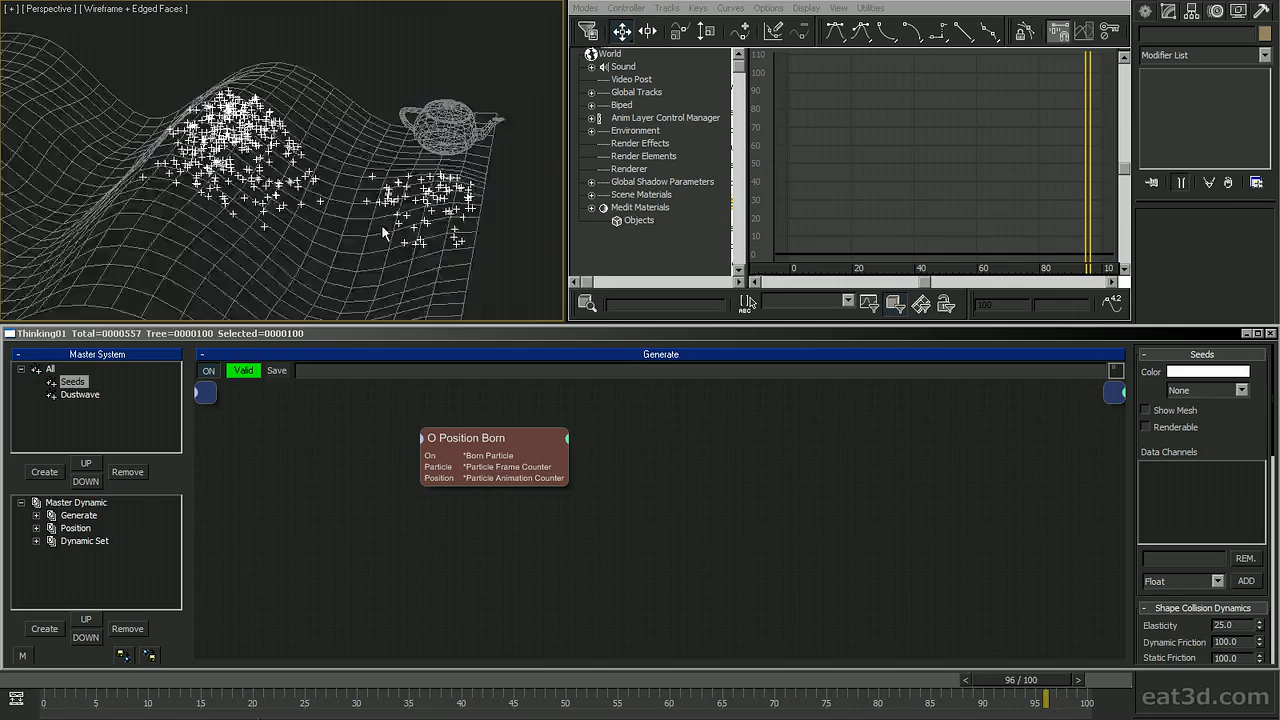 [ + ] [ Perspective ] [ Wireframe + Edged Faces ]
Modes Controller Tracks Keys Curves Options Display View Utilities
World
Sound
Video Post
Global Tracks
Biped
Anim Layer Control Manager
Environment
Render Effects
Render Elements
Renderer
Global Shadow Parameters
Scene Materials
Medit Materials
Objects
110
100
90
80
70
60
50
40
30
20
10
0
0 20 40 60 80 10
ABC
100
4.2
Modifier List
Thinking01 Total=0000557 Tree=0000100 Selected=0000100
Master System
All
Seeds
Dustwave
Create UP DOWN Remove
Master Dynamic
Generate
Position
Dynamic Set
Create UP DOWN Remove
M
Generate
ON Valid Save
O Position Born
On *Born Particle
Particle *Particle Frame Counter
Position *Particle Animation Counter
Seeds
Color
None
Show Mesh
Renderable
Data Channels
REM.
Float ADD
Shape Collision Dynamics
Elasticity 25.0
Dynamic Friction 100.0
Static Friction 100.0
< 96 / 100 >
0 5 10 15 20 25 30 35 40 45 50 55 60 65 70 75 80 85 90 95 100
eat3d.com